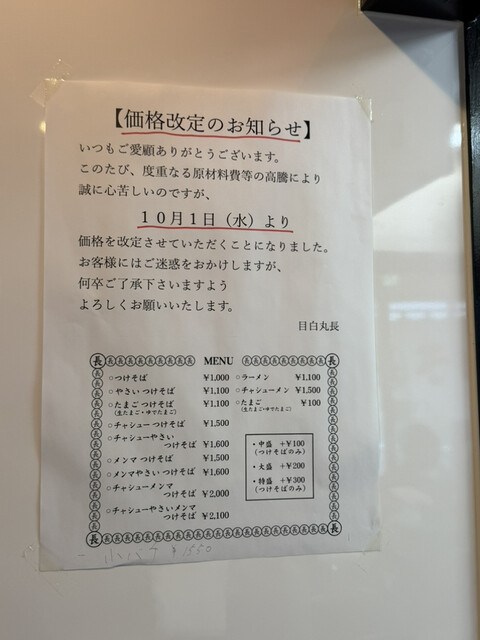 【価格改定のお知らせ】
いつもご愛顧ありがとうございます。
このたび、度重なる原材料費等の高騰により
誠に心苦しいのですが、
１０月１日（水）より
価格を改定させていただくことになりました。
お客様にはご迷惑をおかけしますが、
何卒ご了承下さいますよう
よろしくお願いいたします。
目白丸長
MENU
○つけそば ¥1,000
○やさい つけそば ¥1,100
○たまご つけそば ¥1,100
(生たまご・ゆでたまご)
○チャシュー つけそば ¥1,500
○チャシューやさい
つけそば ¥1,600
○メンマ つけそば ¥1,500
○メンマやさい つけそば ¥1,600
○チャシューメンマ
つけそば ¥2,000
○チャシューやさいメンマ
つけそば ¥2,100
○ラーメン ¥1,100
○チャシューメン ¥1,500
○たまご ¥100
(生たまご・ゆでたまご)
・中盛 +¥100
(つけそばのみ)
・大盛 +¥200
・特盛 +¥300
(つけそばのみ)